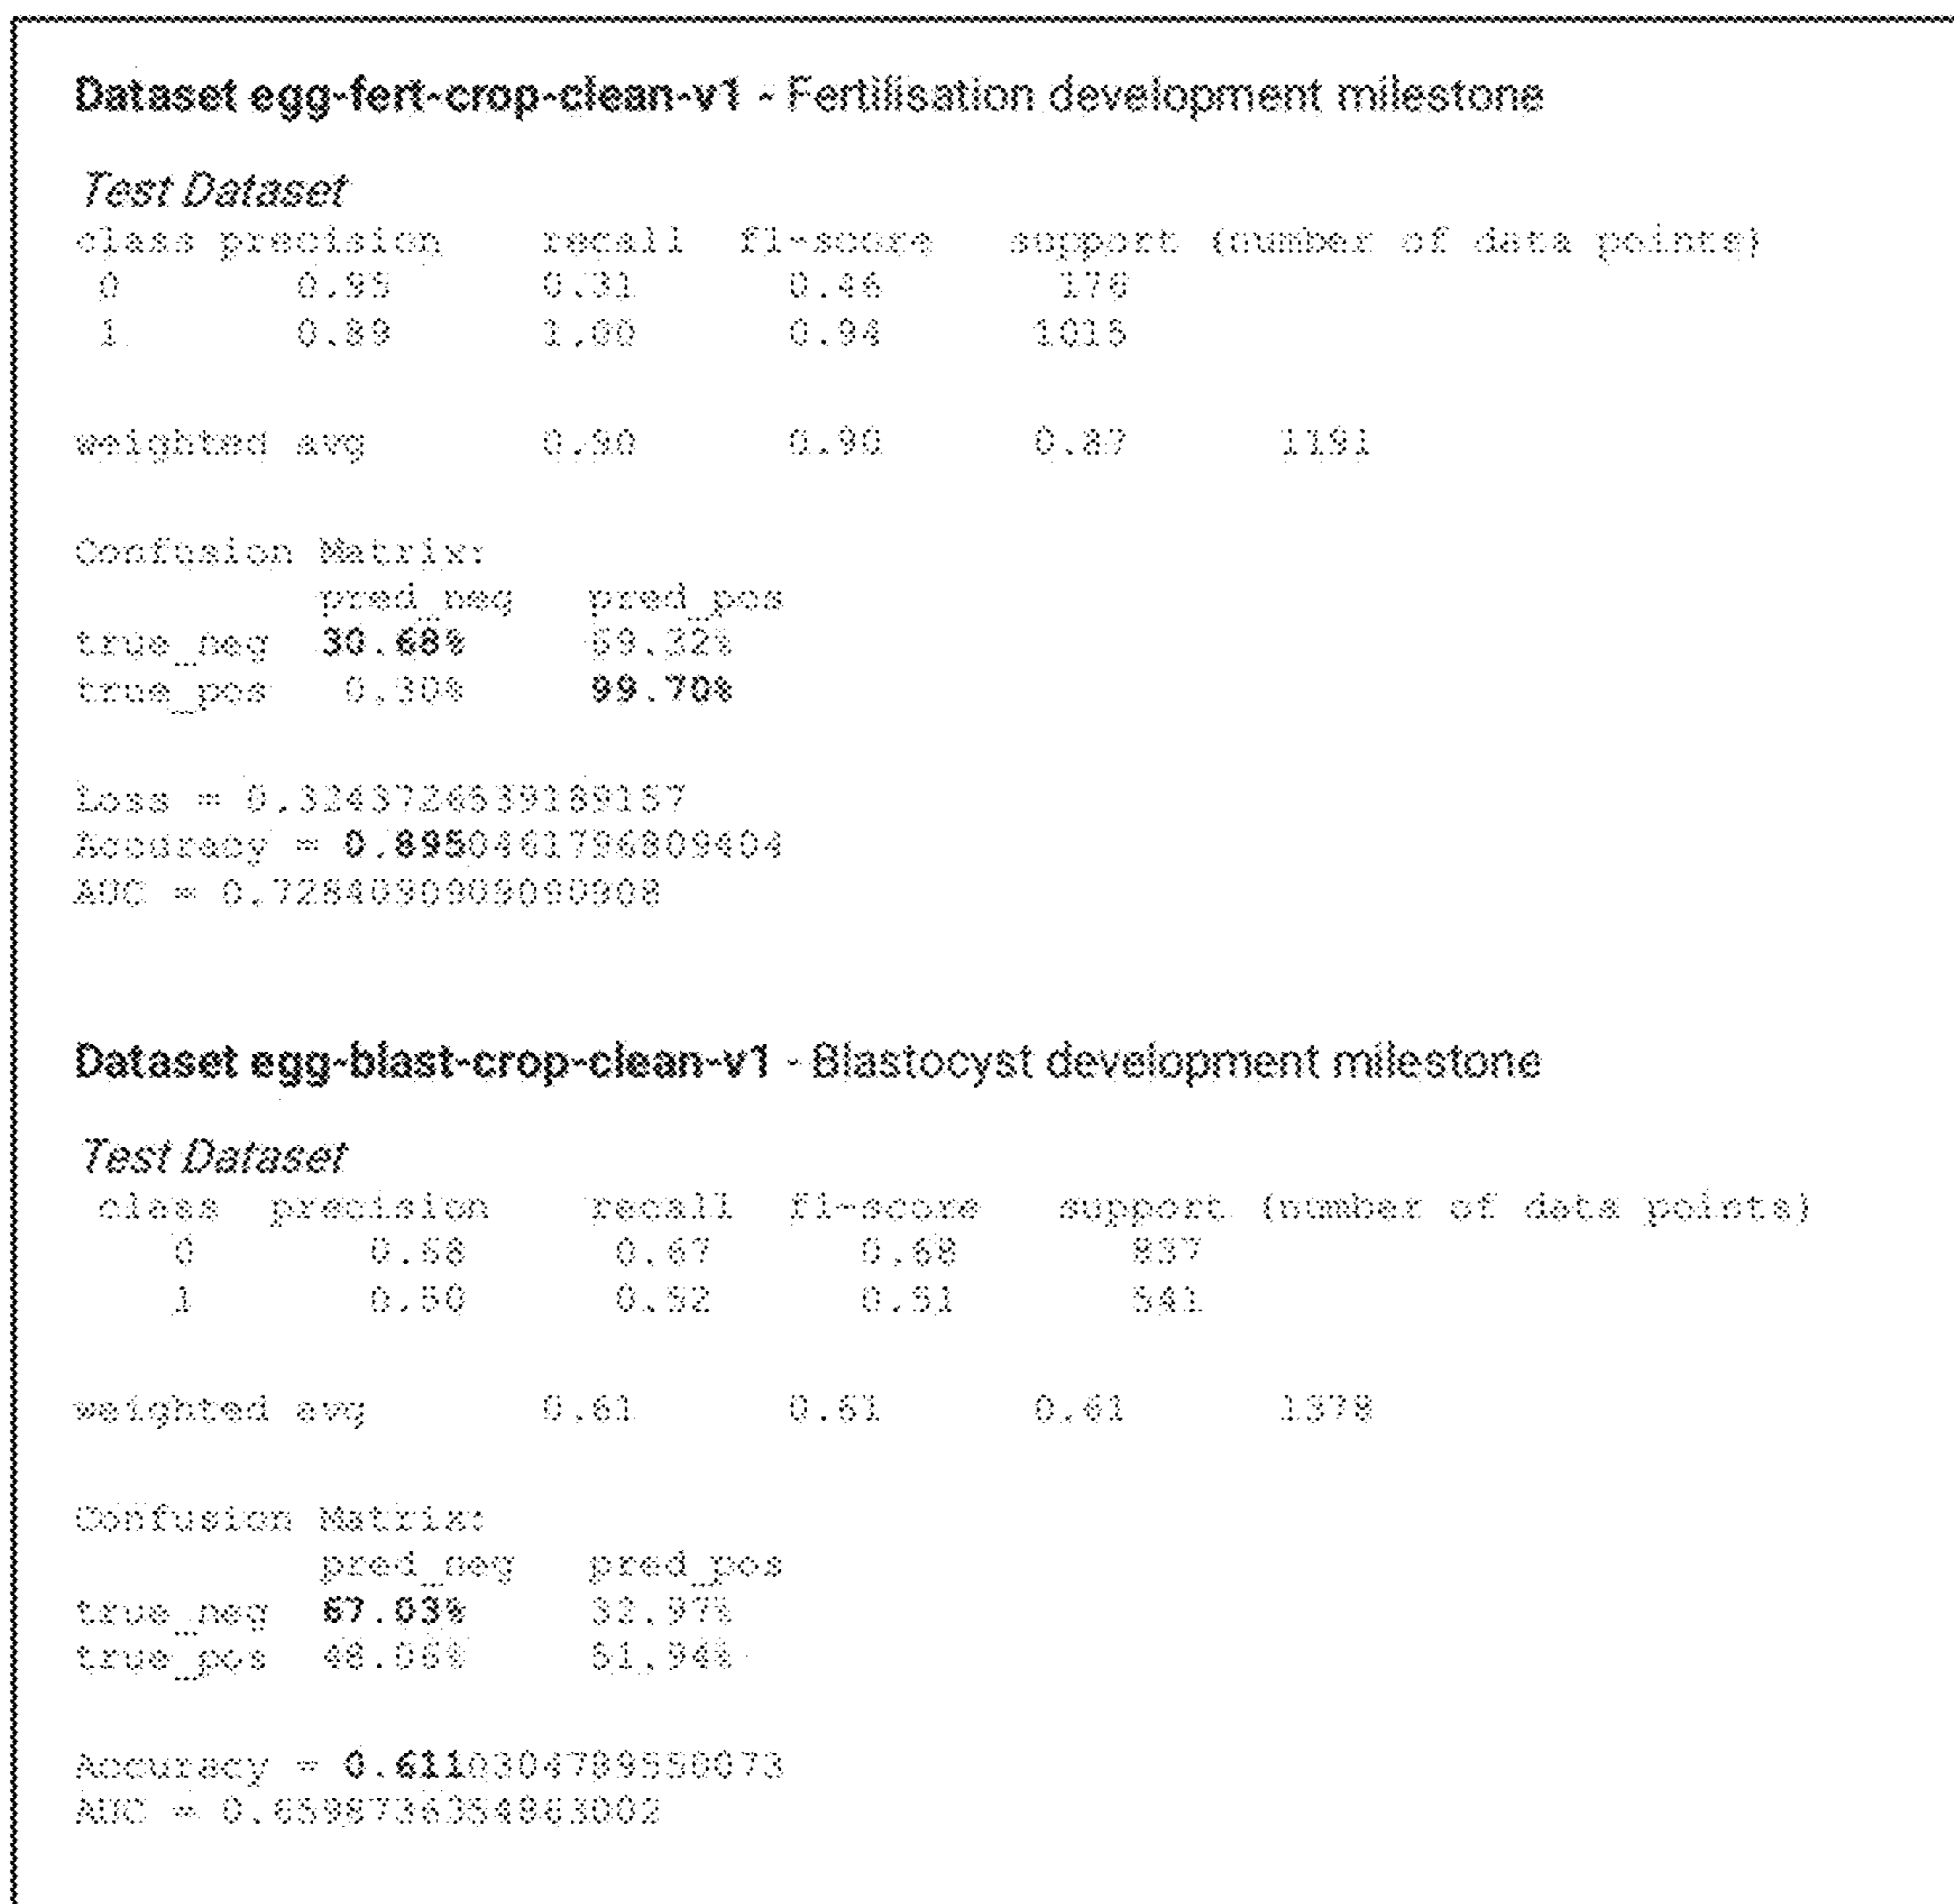 Dataset egg-fert-crop-clean-v1 - Fertilisation development milestone
Test Dataset
class precision recall f1-score support (number of data points)
0 0.95 0.31 0.46 176
1 0.89 1.00 0.94 1015
weighted avg 0.90 0.90 0.87 1191
Confusion Matrix:
pred_neg pred_pos
true_neg 30.68% 69.32%
true_pos 0.30% 99.70%
Loss =
Accuracy = 0.8950461796809404
AUC = 0.7284090909090908
Dataset egg-blast-crop-clean-v1 - Blastocyst development milestone
Test Dataset
class precision recall f1-score support (number of data points)
0 0.68 0.67 0.68 837
1 0.50 0.52 0.51 541
weighted avg 0.61 0.61 0.61 1378
Confusion Matrix:
pred_neg pred_pos
true_neg 67.03% 32.97%
true_pos 48.06% 51.94%
Accuracy = 0.6110304789550073
AUC =